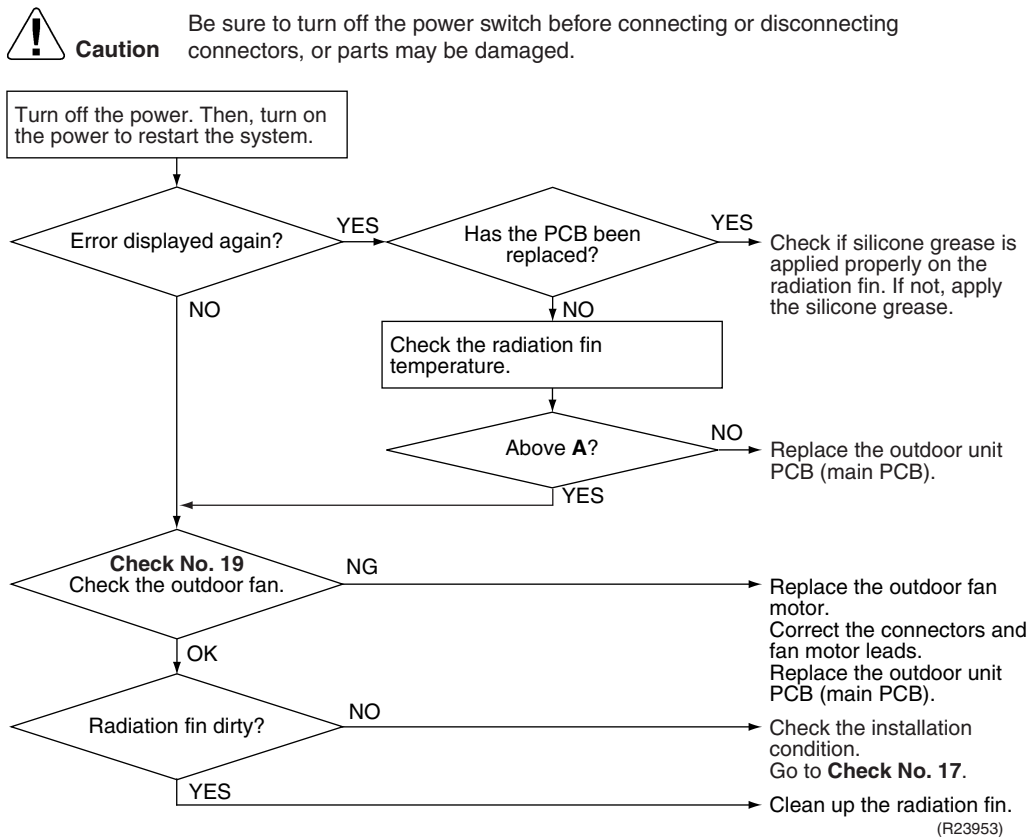 Be sure to turn off the power switch before connecting or disconnecting
Caution connectors, or parts may be damaged.
Turn off the power. Then, turn on
the power to restart the system.
Error displayed again?
YES
Has the PCB been
replaced?
YES
Check if silicone grease is
applied properly on the
radiation fin. If not, apply
the silicone grease.
NO
NO
Check the radiation fin
temperature.
Above A?
NO
Replace the outdoor unit
PCB (main PCB).
YES
Check No. 19
Check the outdoor fan.
NG
Replace the outdoor fan
motor.
Correct the connectors and
fan motor leads.
Replace the outdoor unit
PCB (main PCB).
OK
Radiation fin dirty?
NO
Check the installation
condition.
Go to Check No. 17.
YES
Clean up the radiation fin.
(R23953)